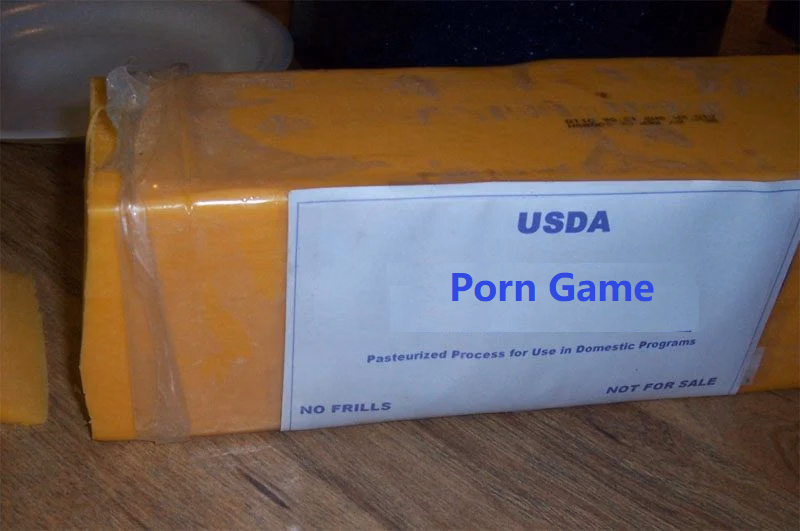 USDA
Porn Game
Pasteurized Process for Use in Domestic Programs
NOT FOR SALE
NO FRILLS